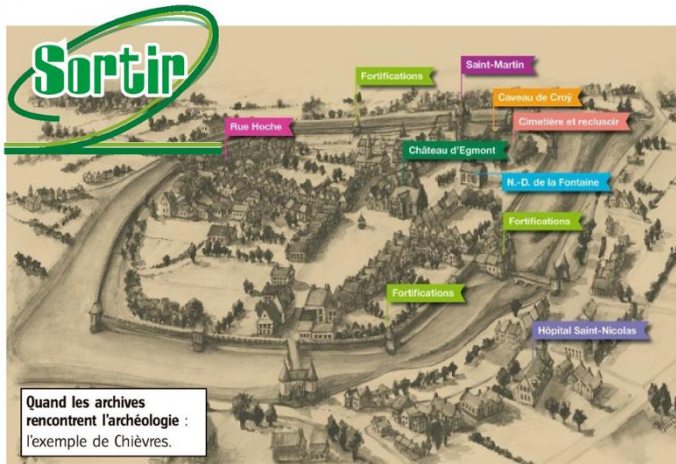 Sortir
Saint-Martin
Fortifications
Caveau de Croÿ
Cimetière et reclusoir
Rue Hoche
Château d'Egmont
N.-D. de la Fontaine
Fortifications
Fortifications
Hôpital Saint-Nicolas
Quand les archives
rencontrent l'archéologie :
l'exemple de Chièvres.